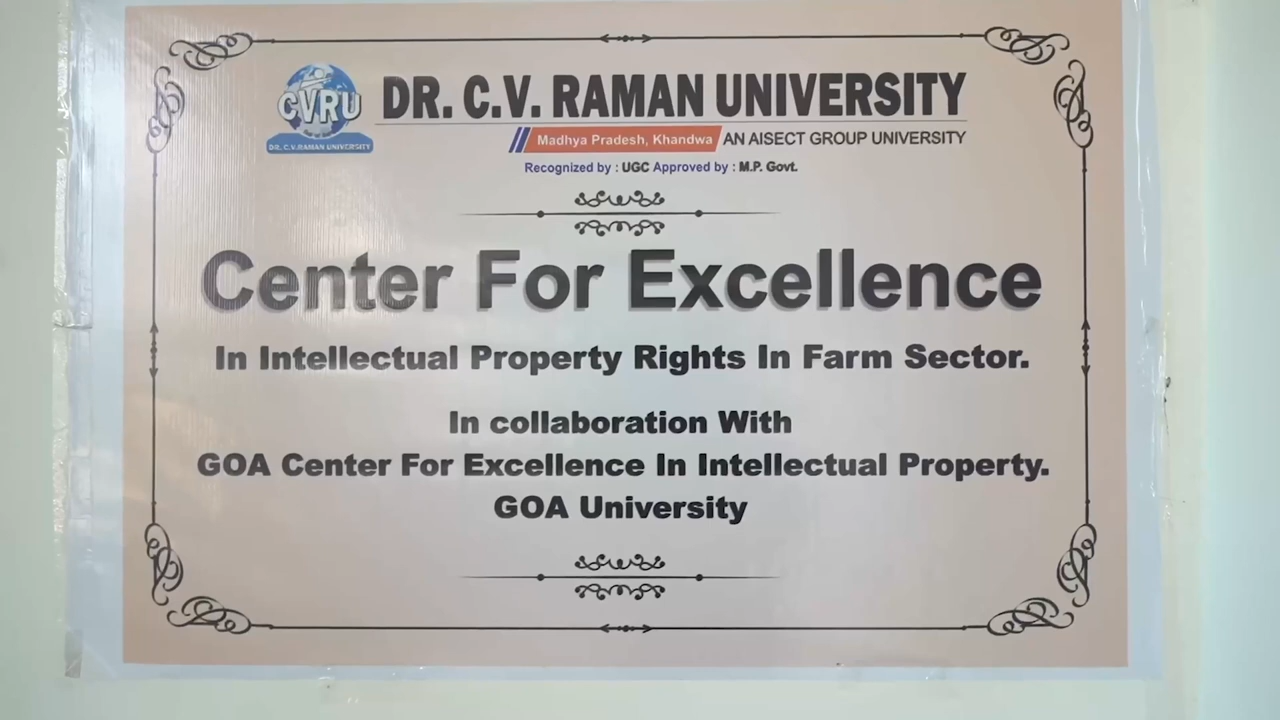 CVRU
DR. C.V.RAMAN UNIVERSITY
DR. C.V. RAMAN UNIVERSITY
Madhya Pradesh, Khandwa AN AISECT GROUP UNIVERSITY
Recognized by : UGC Approved by : M.P. Govt.
Center For Excellence
In Intellectual Property Rights In Farm Sector.
In collaboration With
GOA Center For Excellence In Intellectual Property.
GOA University